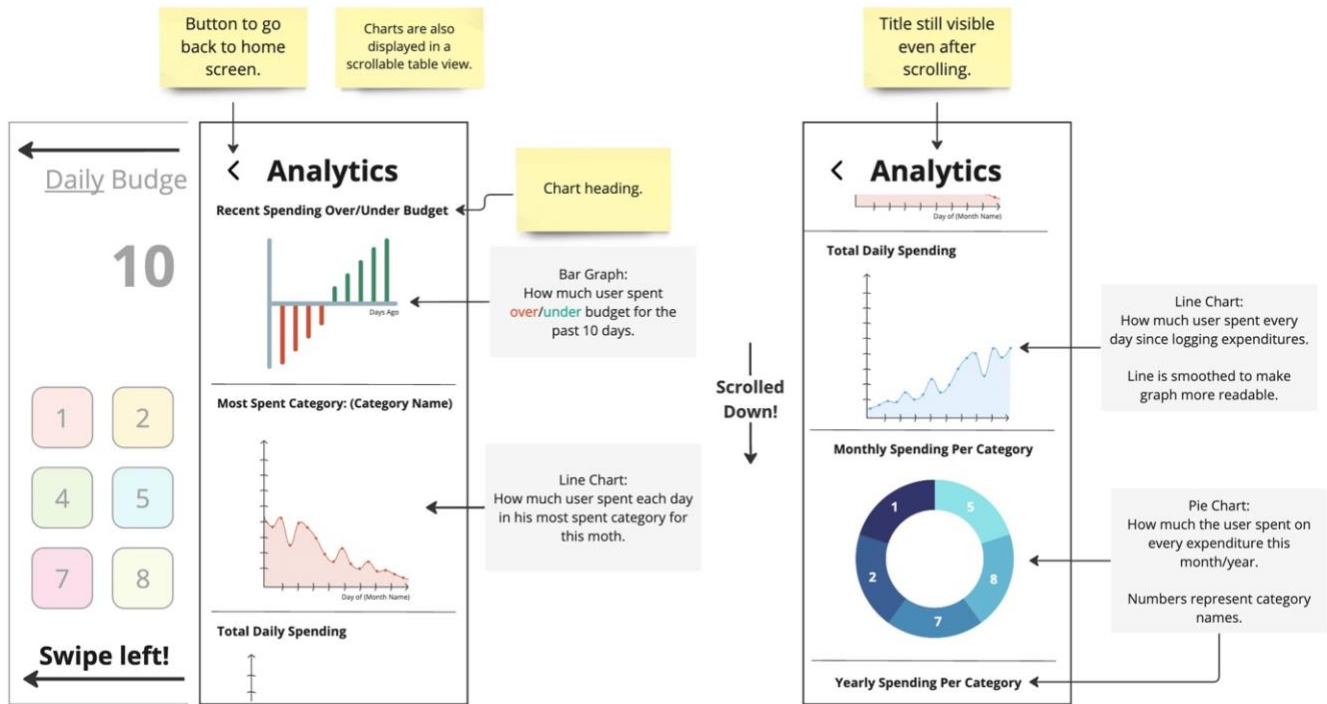 Button to go
back to home
screen.
Charts are also
displayed in a
scrollable table view.
Title still visible
even after
scrolling.
Daily Budge
10
1
2
4
5
7
8
Swipe left!
Analytics
Recent Spending Over/Under Budget
Days Ago
Most Spent Category: (Category Name)
Day of (Month Name)
Total Daily Spending
Chart heading.
Bar Graph:
How much user spent
over/under budget for the
past 10 days.
Line Chart:
How much user spent each day
in his most spent category for
this moth.
Scrolled
Down!
Analytics
Day of (Month Name)
Total Daily Spending
Monthly Spending Per Category
1
5
2
8
7
Yearly Spending Per Category
Line Chart:
How much user spent every
day since logging expenditures.
Line is smoothed to make
graph more readable.
Pie Chart:
How much the user spent on
every expenditure this
month/year.
Numbers represent category
names.